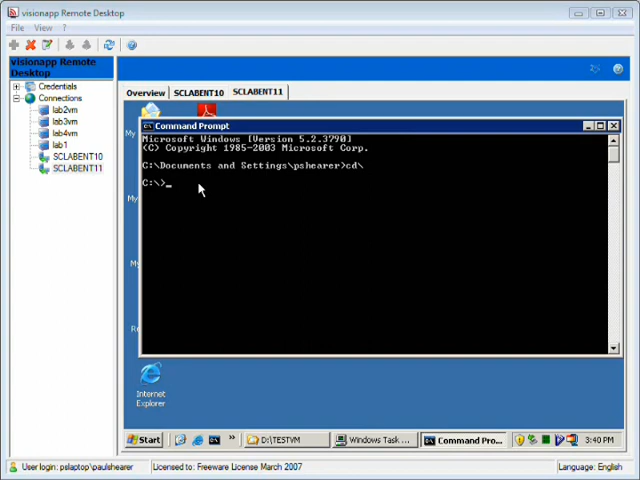 visionapp Remote Desktop
File View ?
visionapp Remote
Desktop
Credentials
Connections
lab2vm
lab3vm
lab4vm
lab1
SCLABENT10
SCLABENT11
Overview SCLABENT10 SCLABENT11
Command Prompt
Microsoft Windows [Version 5.2.3790]
(C) Copyright 1985-2003 Microsoft Corp.
C:\Documents and Settings\pshearer>cd\
C:\>_
My
My
My
Internet
Explorer
Start D:\TESTVM Windows Task ... Command Pro... 3:40 PM
User login: pslaptop\paulshearer Licensed to: Freeware License March 2007 Language: English